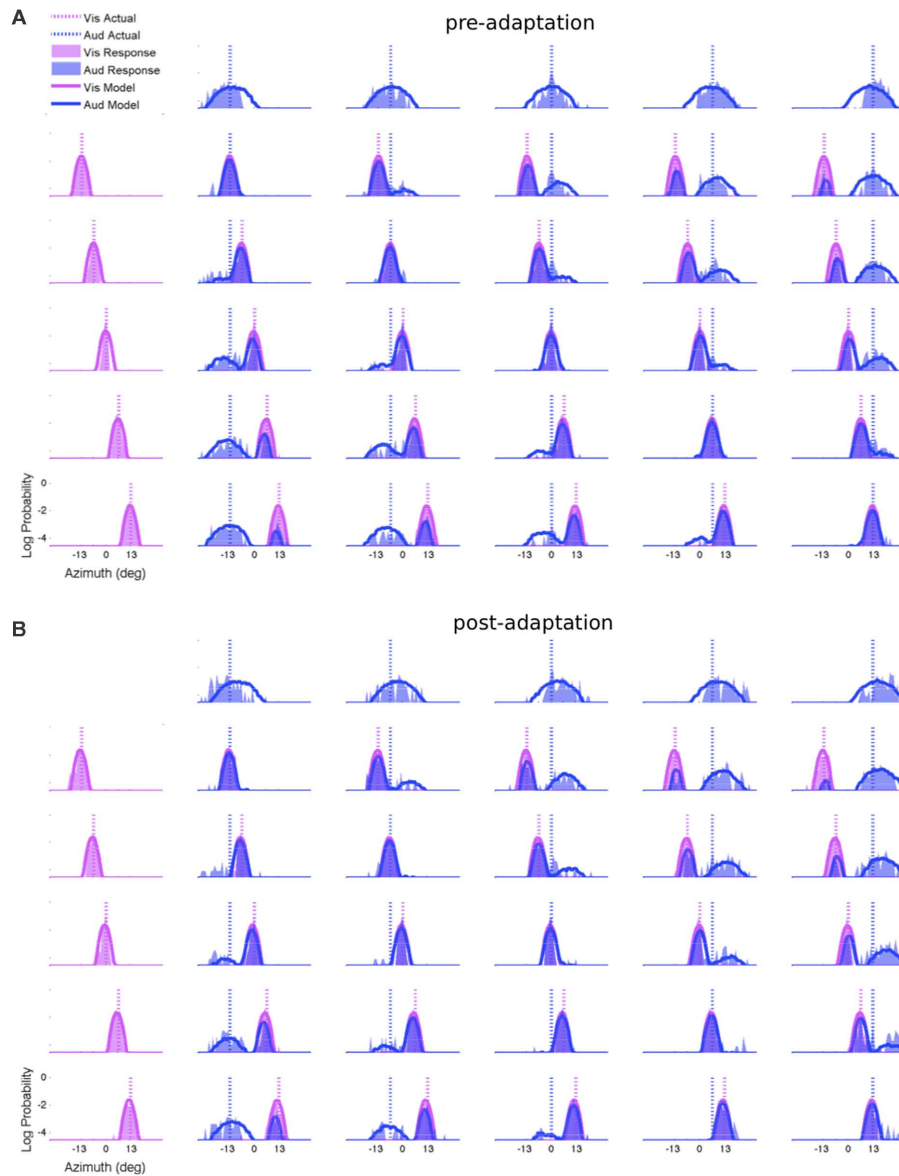 A
pre-adaptation
Vis Actual
Aud Actual
Vis Response
Aud Response
Vis Model
Aud Model
Log Probability
0
-2
-4
-13 0 13 -13 0 13 -13 0 13 -13 0 13 -13 0 13 -13 0 13
Azimuth (deg)
B
post-adaptation
Log Probability
0
-2
-4
-13 0 13 -13 0 13 -13 0 13 -13 0 13 -13 0 13 -13 0 13
Azimuth (deg)